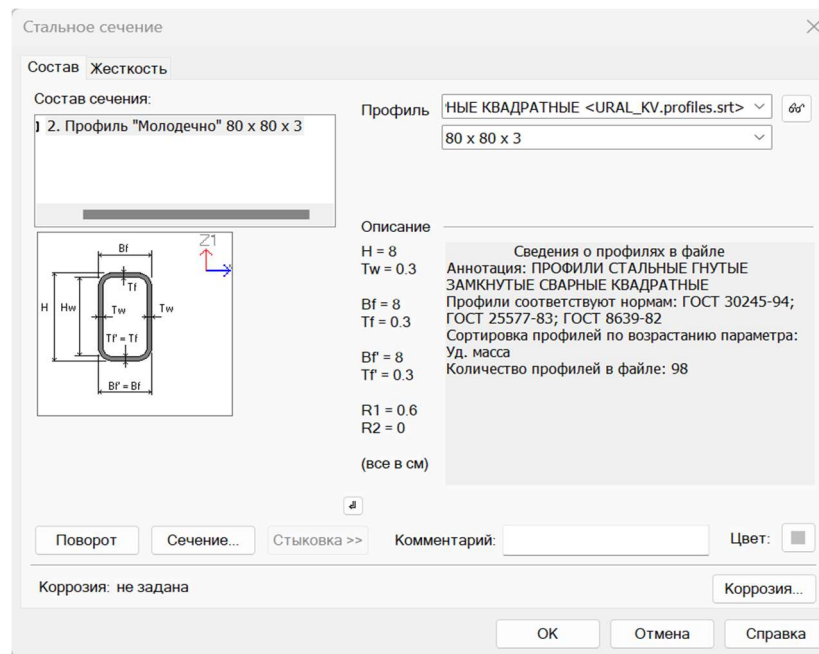 Стальное сечение
Состав Жесткость
Состав сечения:
2. Профиль "Молодечно" 80 x 80 x 3
Профиль
НЫЕ КВАДРАТНЫЕ <URAL_KV.profiles.srt>
80 x 80 x 3
Z1
Bf
Tf
H
Hw
Tw
Tw
Tf' = Tf
Bf' = Bf
Описание
H = 8
Tw = 0.3
Bf = 8
Tf = 0.3
Bf' = 8
Tf' = 0.3
R1 = 0.6
R2 = 0
(все в см)
Сведения о профилях в файле
Аннотация: ПРОФИЛИ СТАЛЬНЫЕ ГНУТЫЕ
ЗАМКНУТЫЕ СВАРНЫЕ КВАДРАТНЫЕ
Профили соответствуют нормам: ГОСТ 30245-94;
ГОСТ 25577-83; ГОСТ 8639-82
Сортировка профилей по возрастанию параметра:
Уд. масса
Количество профилей в файле: 98
Поворот
Сечение...
Стыковка >>
Комментарий:
Цвет:
Коррозия: не задана
Коррозия...
ОК
Отмена
Справка